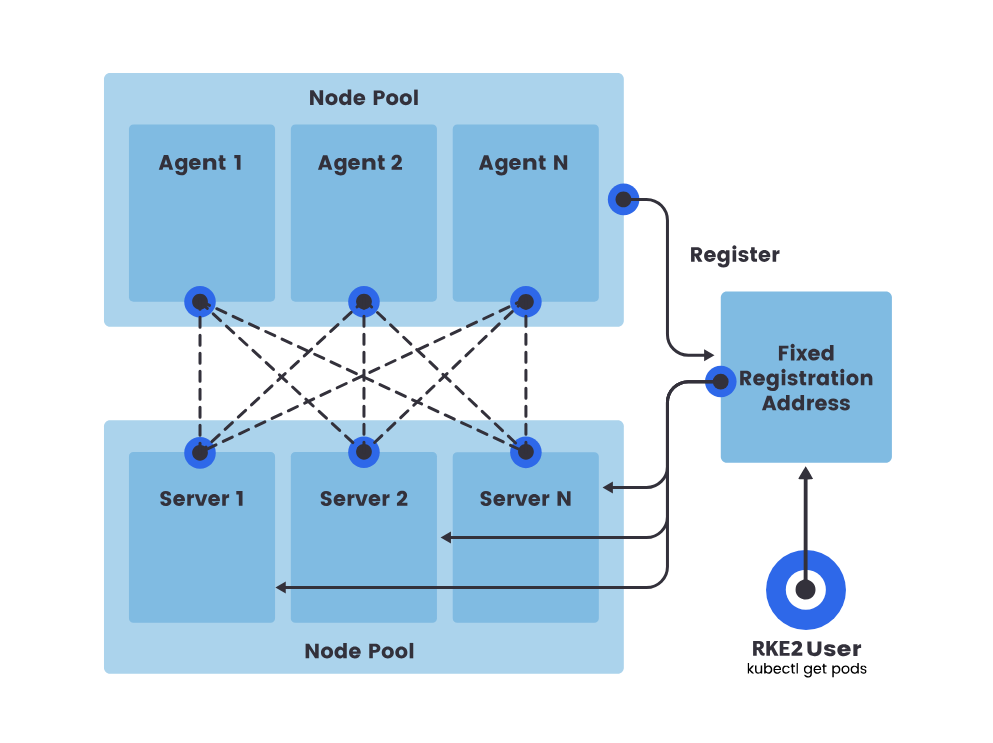 Node Pool
Agent 1
Agent 2
Agent N
Register
Fixed
Registration
Address
Server 1
Server 2
Server N
Node Pool
RKE2 User
kubectl get pods